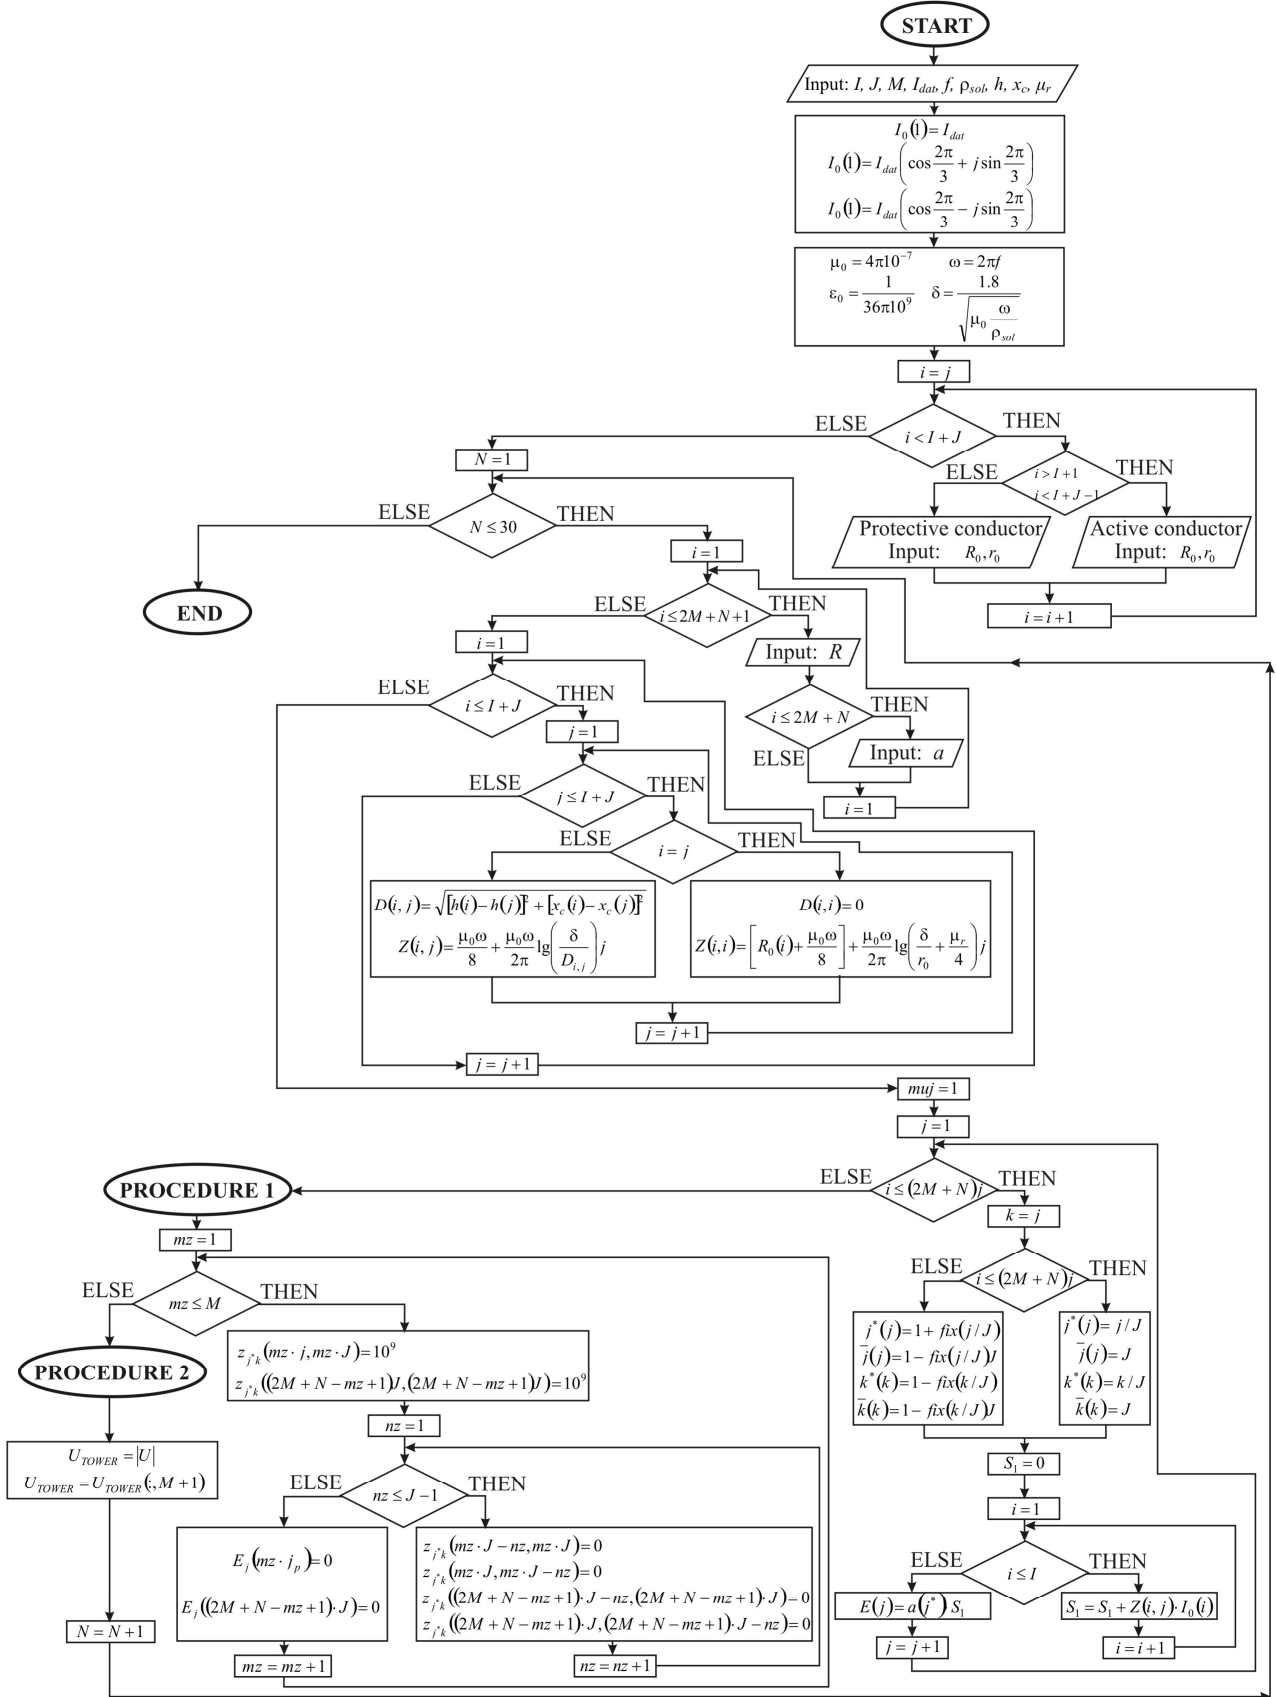 START
Input: I, J, M, I_dat, f, ρ_sol, h, x_c, μ_r
I_0(1)=I_dat
I_0(1)=I_dat(cos 2π/3 + j sin 2π/3)
I_0(1)=I_dat(cos 2π/3 − j sin 2π/3)
μ_0 = 4π10^−7 ω = 2πf
ε_0 = 1/36π10^9 δ = 1.8/√(μ_0 ω/ρ_sol)
i = j
ELSE
i < I + J
THEN
N = 1
ELSE
i > I +1
i < I + J −1
THEN
ELSE
N ≤ 30
THEN
Protective conductor
Input: R_0, r_0
Active conductor
Input: R_0, r_0
i = i +1
END
i = 1
ELSE
i ≤ 2M + N +1
THEN
i = 1
Input: R
ELSE
i ≤ I + J
THEN
i ≤ 2M + N
THEN
ELSE
Input: a
i = 1
j = 1
ELSE
j ≤ I + J
THEN
ELSE
i = j
THEN
D(i, j)= √([h(i)−h(j)]^2 +[x_c(i)−x_c(j)]^2)
Z(i, j)= μ_0ω/8 + μ_0ω/2π lg(δ/D_i,j) j
D(i,i)= 0
Z(i,i)= [R_0(i)+ μ_0ω/8]+ μ_0ω/2π lg(δ/r_0 + μ_r/4) j
j = j +1
j = j +1
muj = 1
j = 1
ELSE
i ≤ (2M + N)j
THEN
PROCEDURE 1
k = j
mz = 1
ELSE
i ≤ (2M + N)j
THEN
ELSE
mz ≤ M
THEN
j*(j)=1+ fix(j/J)
j̅(j)=1− fix(j/J)J
k*(k)=1− fix(k/J)
k̅(k)=1− fix(k/J)J
j*(j)= j/J
j̅(j)= J
k*(k)= k/J
k̅(k)= J
PROCEDURE 2
z_j*k(mz · j, mz · J)=10^9
z_j*k((2M + N −mz +1)J,(2M + N −mz +1)J)=10^9
nz = 1
S_1 = 0
i = 1
U_TOWER = |U|
U_TOWER = U_TOWER(:, M +1)
ELSE
nz ≤ J −1
THEN
E_j(mz · j_p)= 0
E_j((2M + N − mz +1)· J)= 0
z_j*k(mz · J − nz, mz · J)= 0
z_j*k(mz · J, mz · J − nz)= 0
z_j*k((2M + N − mz +1)· J − nz,(2M + N − mz +1)· J)= 0
z_j*k((2M + N − mz +1)· J,(2M + N − mz +1)· J − nz)= 0
ELSE
i ≤ I
THEN
E(j)= a(j*)·S_1
S_1 = S_1 + Z(i, j)· I_0(i)
N = N +1
j = j +1
i = i +1
mz = mz +1
nz = nz +1